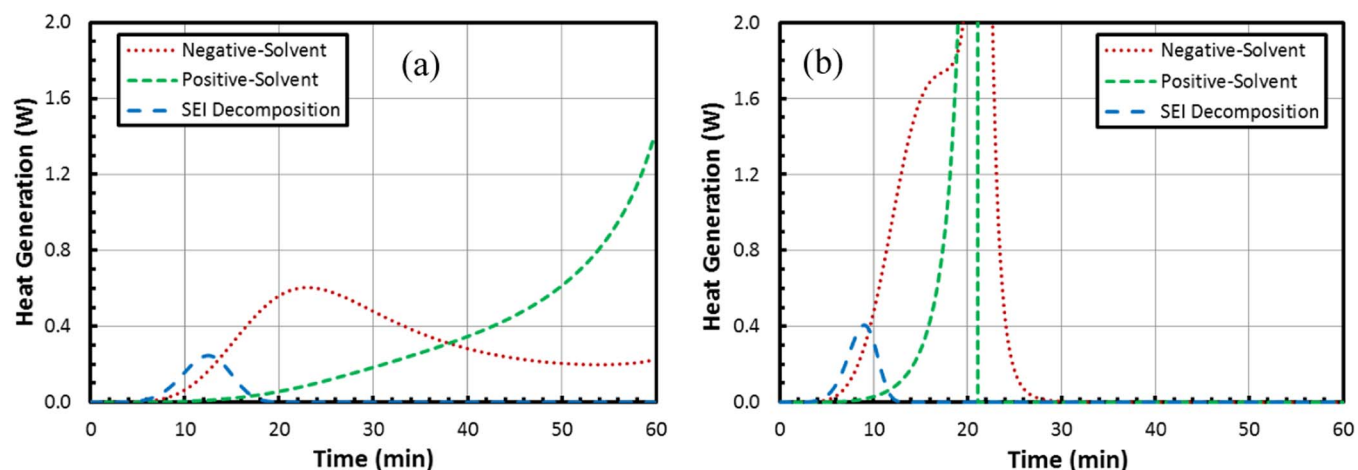 (a)
Negative-Solvent
Positive-Solvent
SEI Decomposition
Heat Generation (W)
2.0
1.6
1.2
0.8
0.4
0.0
0 10 20 30 40 50 60
Time (min)
(b)
Negative-Solvent
Positive-Solvent
SEI Decomposition
Heat Generation (W)
2.0
1.6
1.2
0.8
0.4
0.0
0 10 20 30 40 50 60
Time (min)